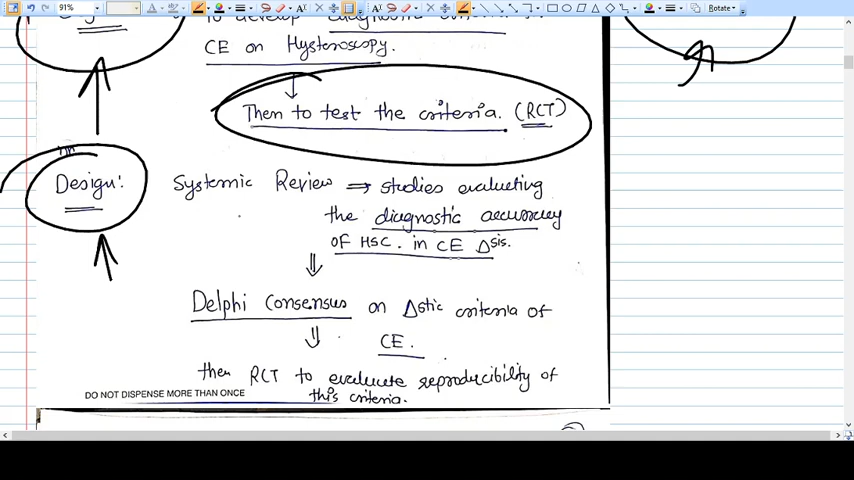 91%
Rotate
CE on Hysteroscopy.
Then to test the criteria. (RCT)
Design: Systemic Review ⇒ studies evaluating
the diagnostic accuracy
of HSC. in CE Δsis.
⇓
Delphi Consensus on Δstic criteria of
⇓ CE.
then RCT to evaluate reproducibility of
this criteria.
DO NOT DISPENSE MORE THAN ONCE